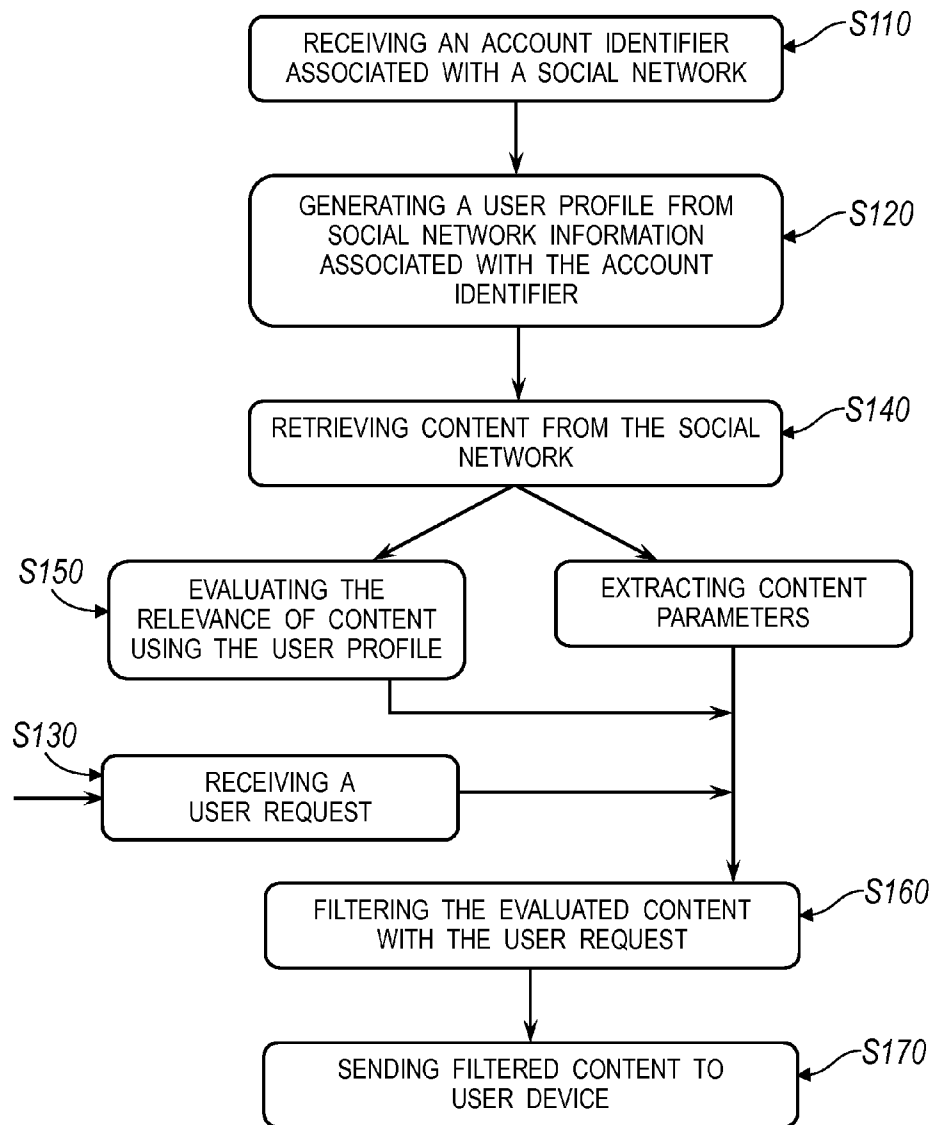 S110
RECEIVING AN ACCOUNT IDENTIFIER
ASSOCIATED WITH A SOCIAL NETWORK
S120
GENERATING A USER PROFILE FROM
SOCIAL NETWORK INFORMATION
ASSOCIATED WITH THE ACCOUNT
IDENTIFIER
S140
RETRIEVING CONTENT FROM THE SOCIAL
NETWORK
S150
EVALUATING THE
RELEVANCE OF CONTENT
USING THE USER PROFILE
EXTRACTING CONTENT
PARAMETERS
S130
RECEIVING A
USER REQUEST
S160
FILTERING THE EVALUATED CONTENT
WITH THE USER REQUEST
S170
SENDING FILTERED CONTENT TO
USER DEVICE